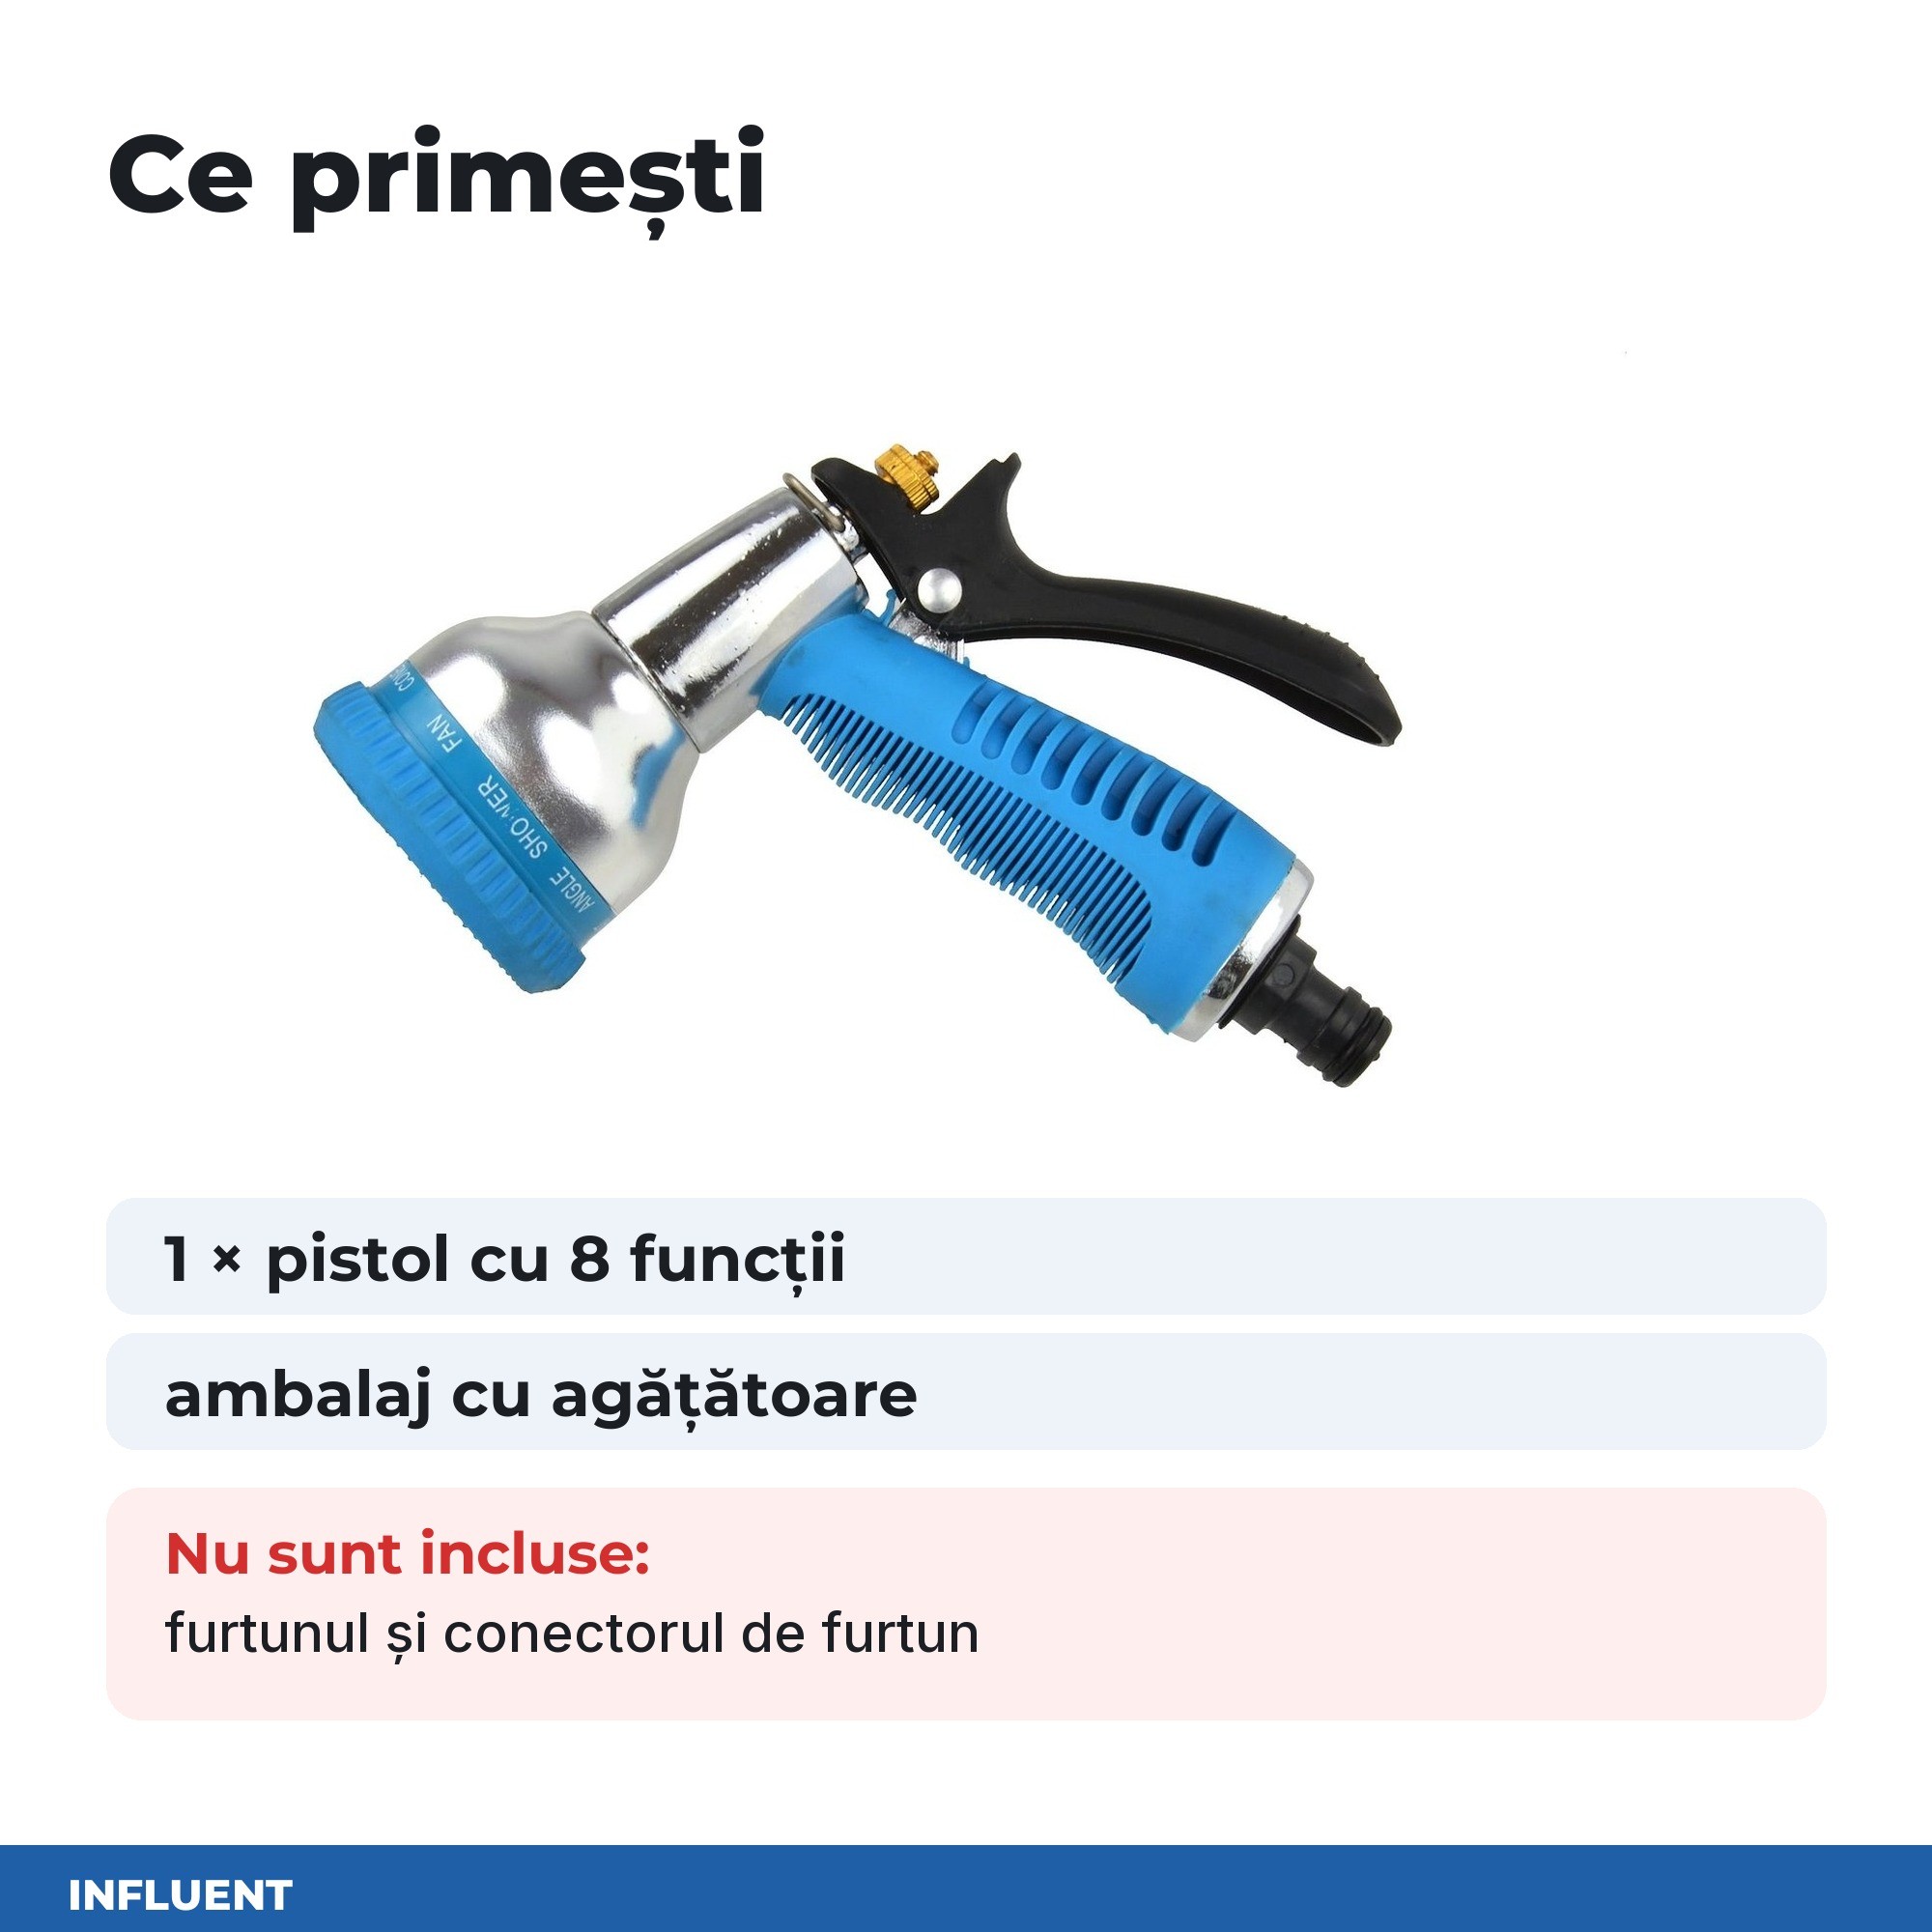 Ce primești
CONE
FAN
SHOWER
ANGLE
1 × pistol cu 8 funcții
ambalaj cu agățătoare
Nu sunt incluse:
furtunul și conectorul de furtun
INFLUENT